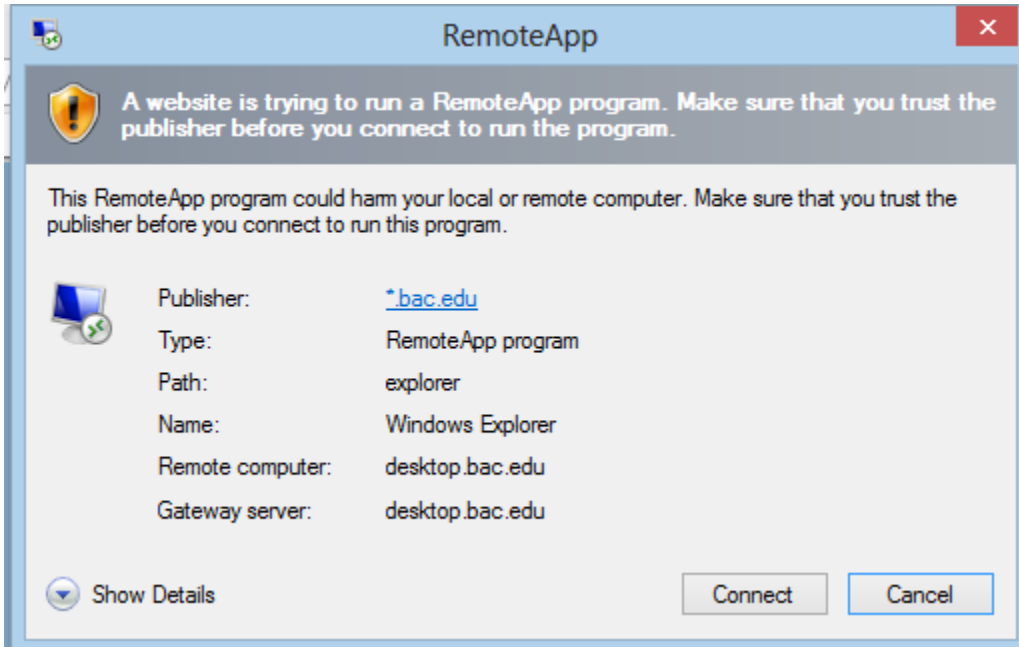 RemoteApp
A website is trying to run a RemoteApp program. Make sure that you trust the
publisher before you connect to run the program.
This RemoteApp program could harm your local or remote computer. Make sure that you trust the
publisher before you connect to run this program.
Publisher: *.bac.edu
Type: RemoteApp program
Path: explorer
Name: Windows Explorer
Remote computer: desktop.bac.edu
Gateway server: desktop.bac.edu
Show Details Connect Cancel